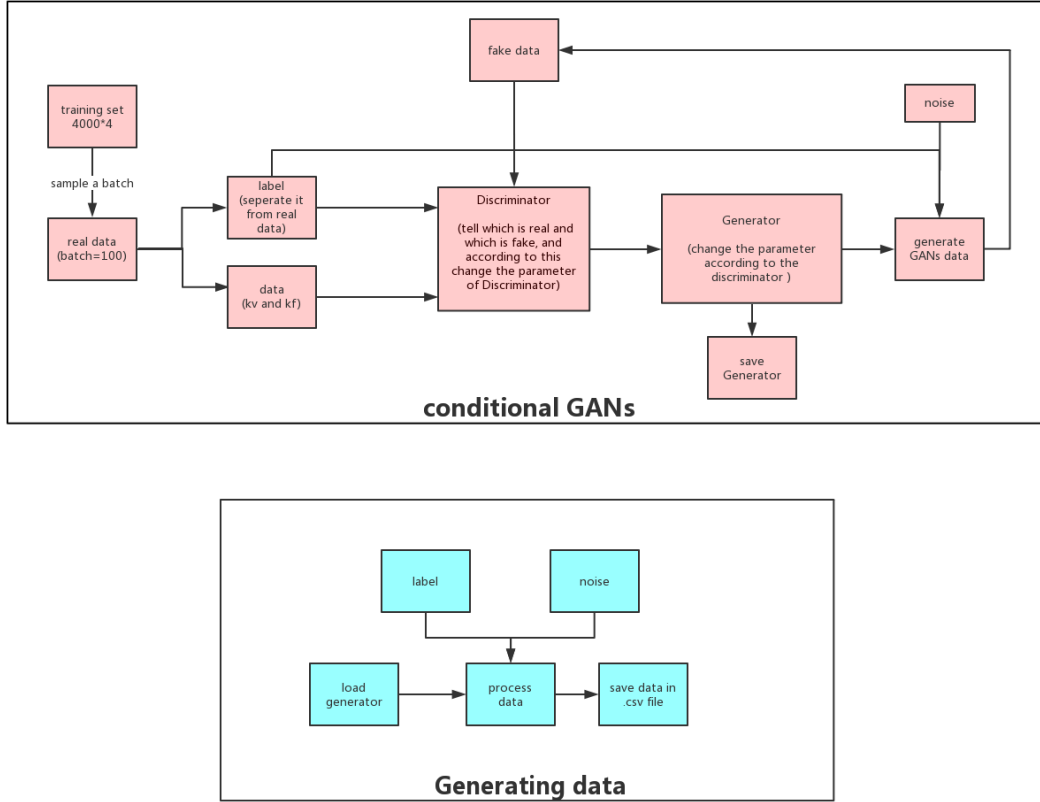 fake data
training set
4000*4
noise
sample a batch
label
(seperate it
from real
data)
Discriminator
(tell which is real and
which is fake, and
according to this
change the parameter
of Discriminator)
Generator
(change the parameter
according to the
discriminator )
real data
(batch=100)
generate
GANs data
data
(kv and kf)
save
Generator
conditional GANs
label
noise
load
generator
process
data
save data in
.csv file
Generating data